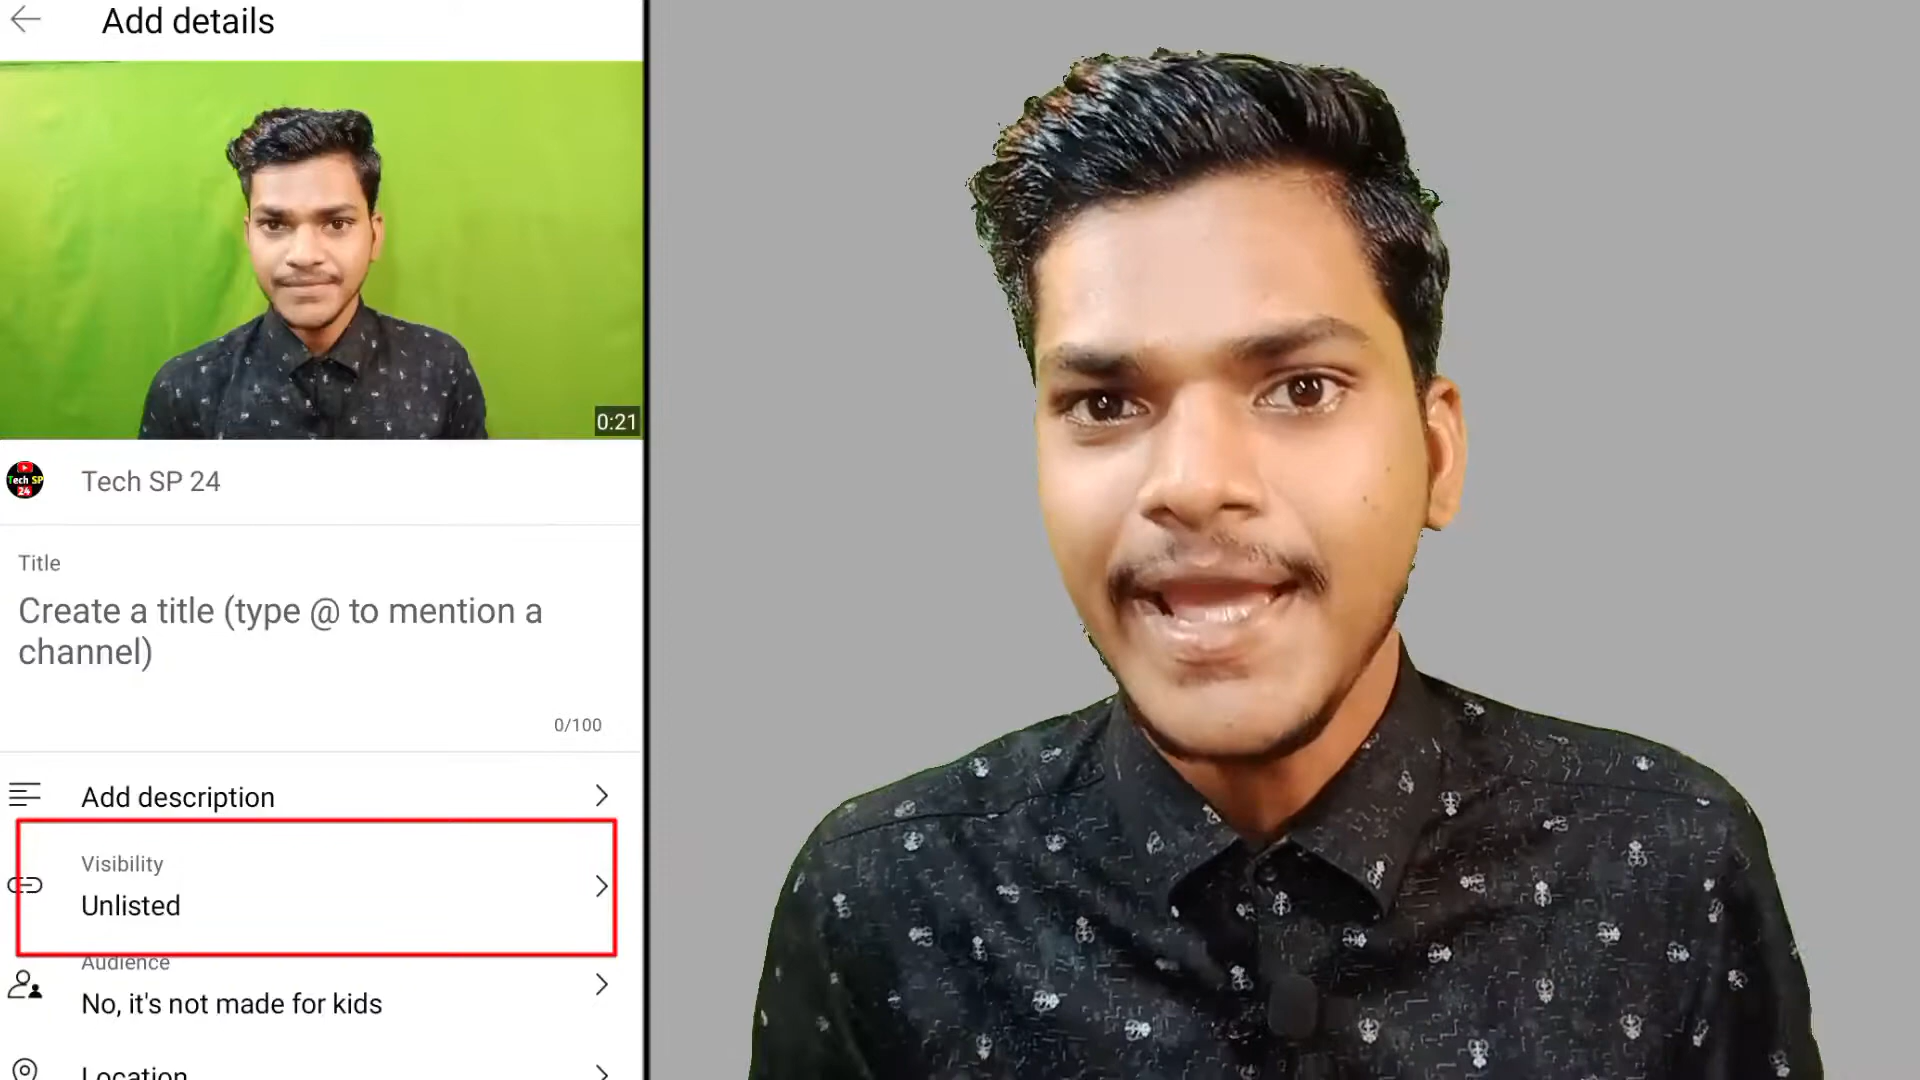 Add details
0:21
Tech SP
24
Tech SP 24
Title
Create a title (type @ to mention a
channel)
0/100
Add description
Visibility
Unlisted
Audience
No, it's not made for kids
Location